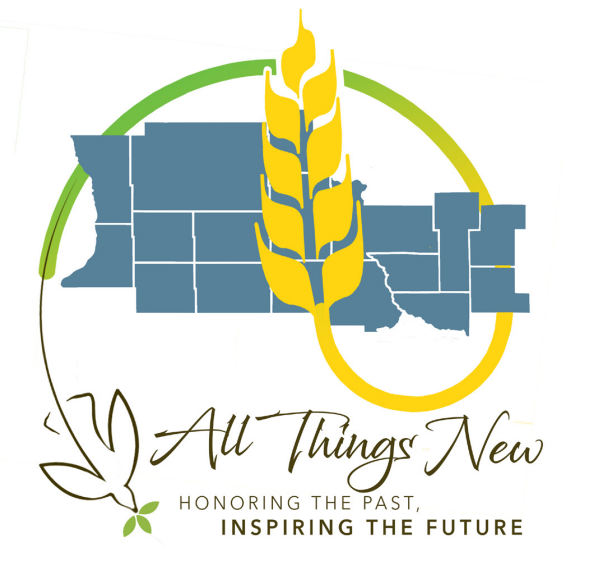 All Things New
HONORING THE PAST,
INSPIRING THE FUTURE